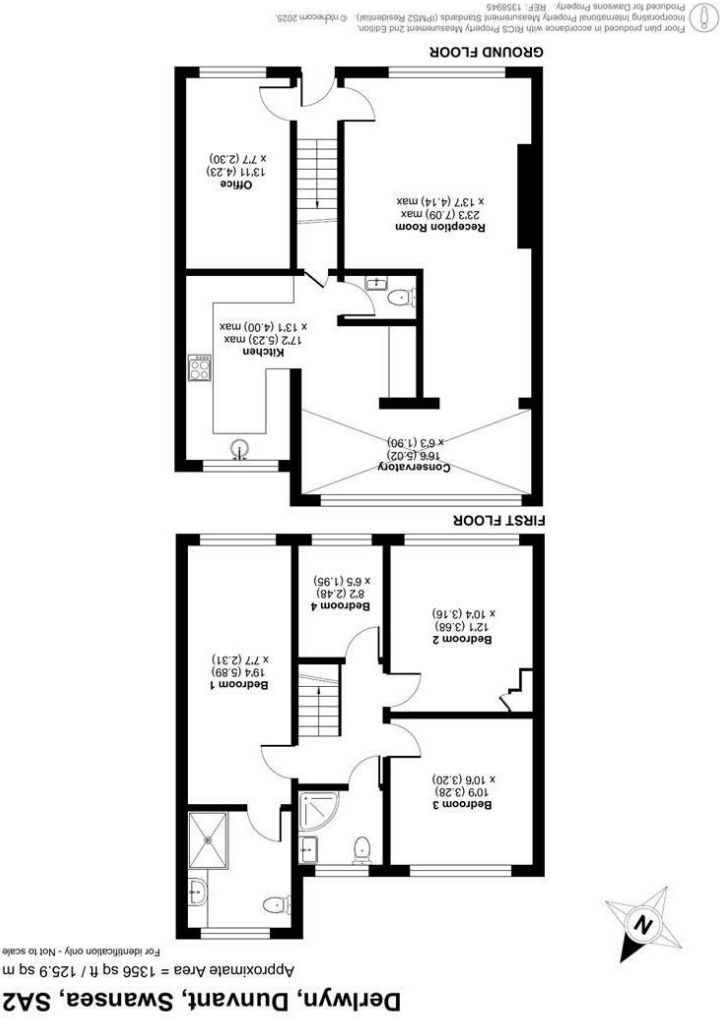 Derlwyn, Dunvant, Swansea, SA2
Approximate Area = 1356 sq ft / 125.9 sq m
For identification only - Not to scale
N
Bedroom 3
10'9 (3.28)
x 10'6 (3.20)
Bedroom 1
19'4 (5.89)
x 7'7 (2.31)
Bedroom 2
12'1 (3.68)
x 10'4 (3.16)
Bedroom 4
8'2 (2.48)
x 6'5 (1.95)
FIRST FLOOR
Conservatory
16'6 (5.02)
x 6'3 (1.90)
Kitchen
17'2 (5.23) max
x 13'1 (4.00) max
Reception Room
23'3 (7.09) max
x 13'7 (4.14) max
Office
13'11 (4.23)
x 7'7 (2.30)
GROUND FLOOR
Floor plan produced in accordance with RICS Property Measurement 2nd Edition.
Incorporating International Property Measurement Standards (IPMS2 Residential). © nichecom 2025.
Produced for Dawsons Property. REF: 1358945